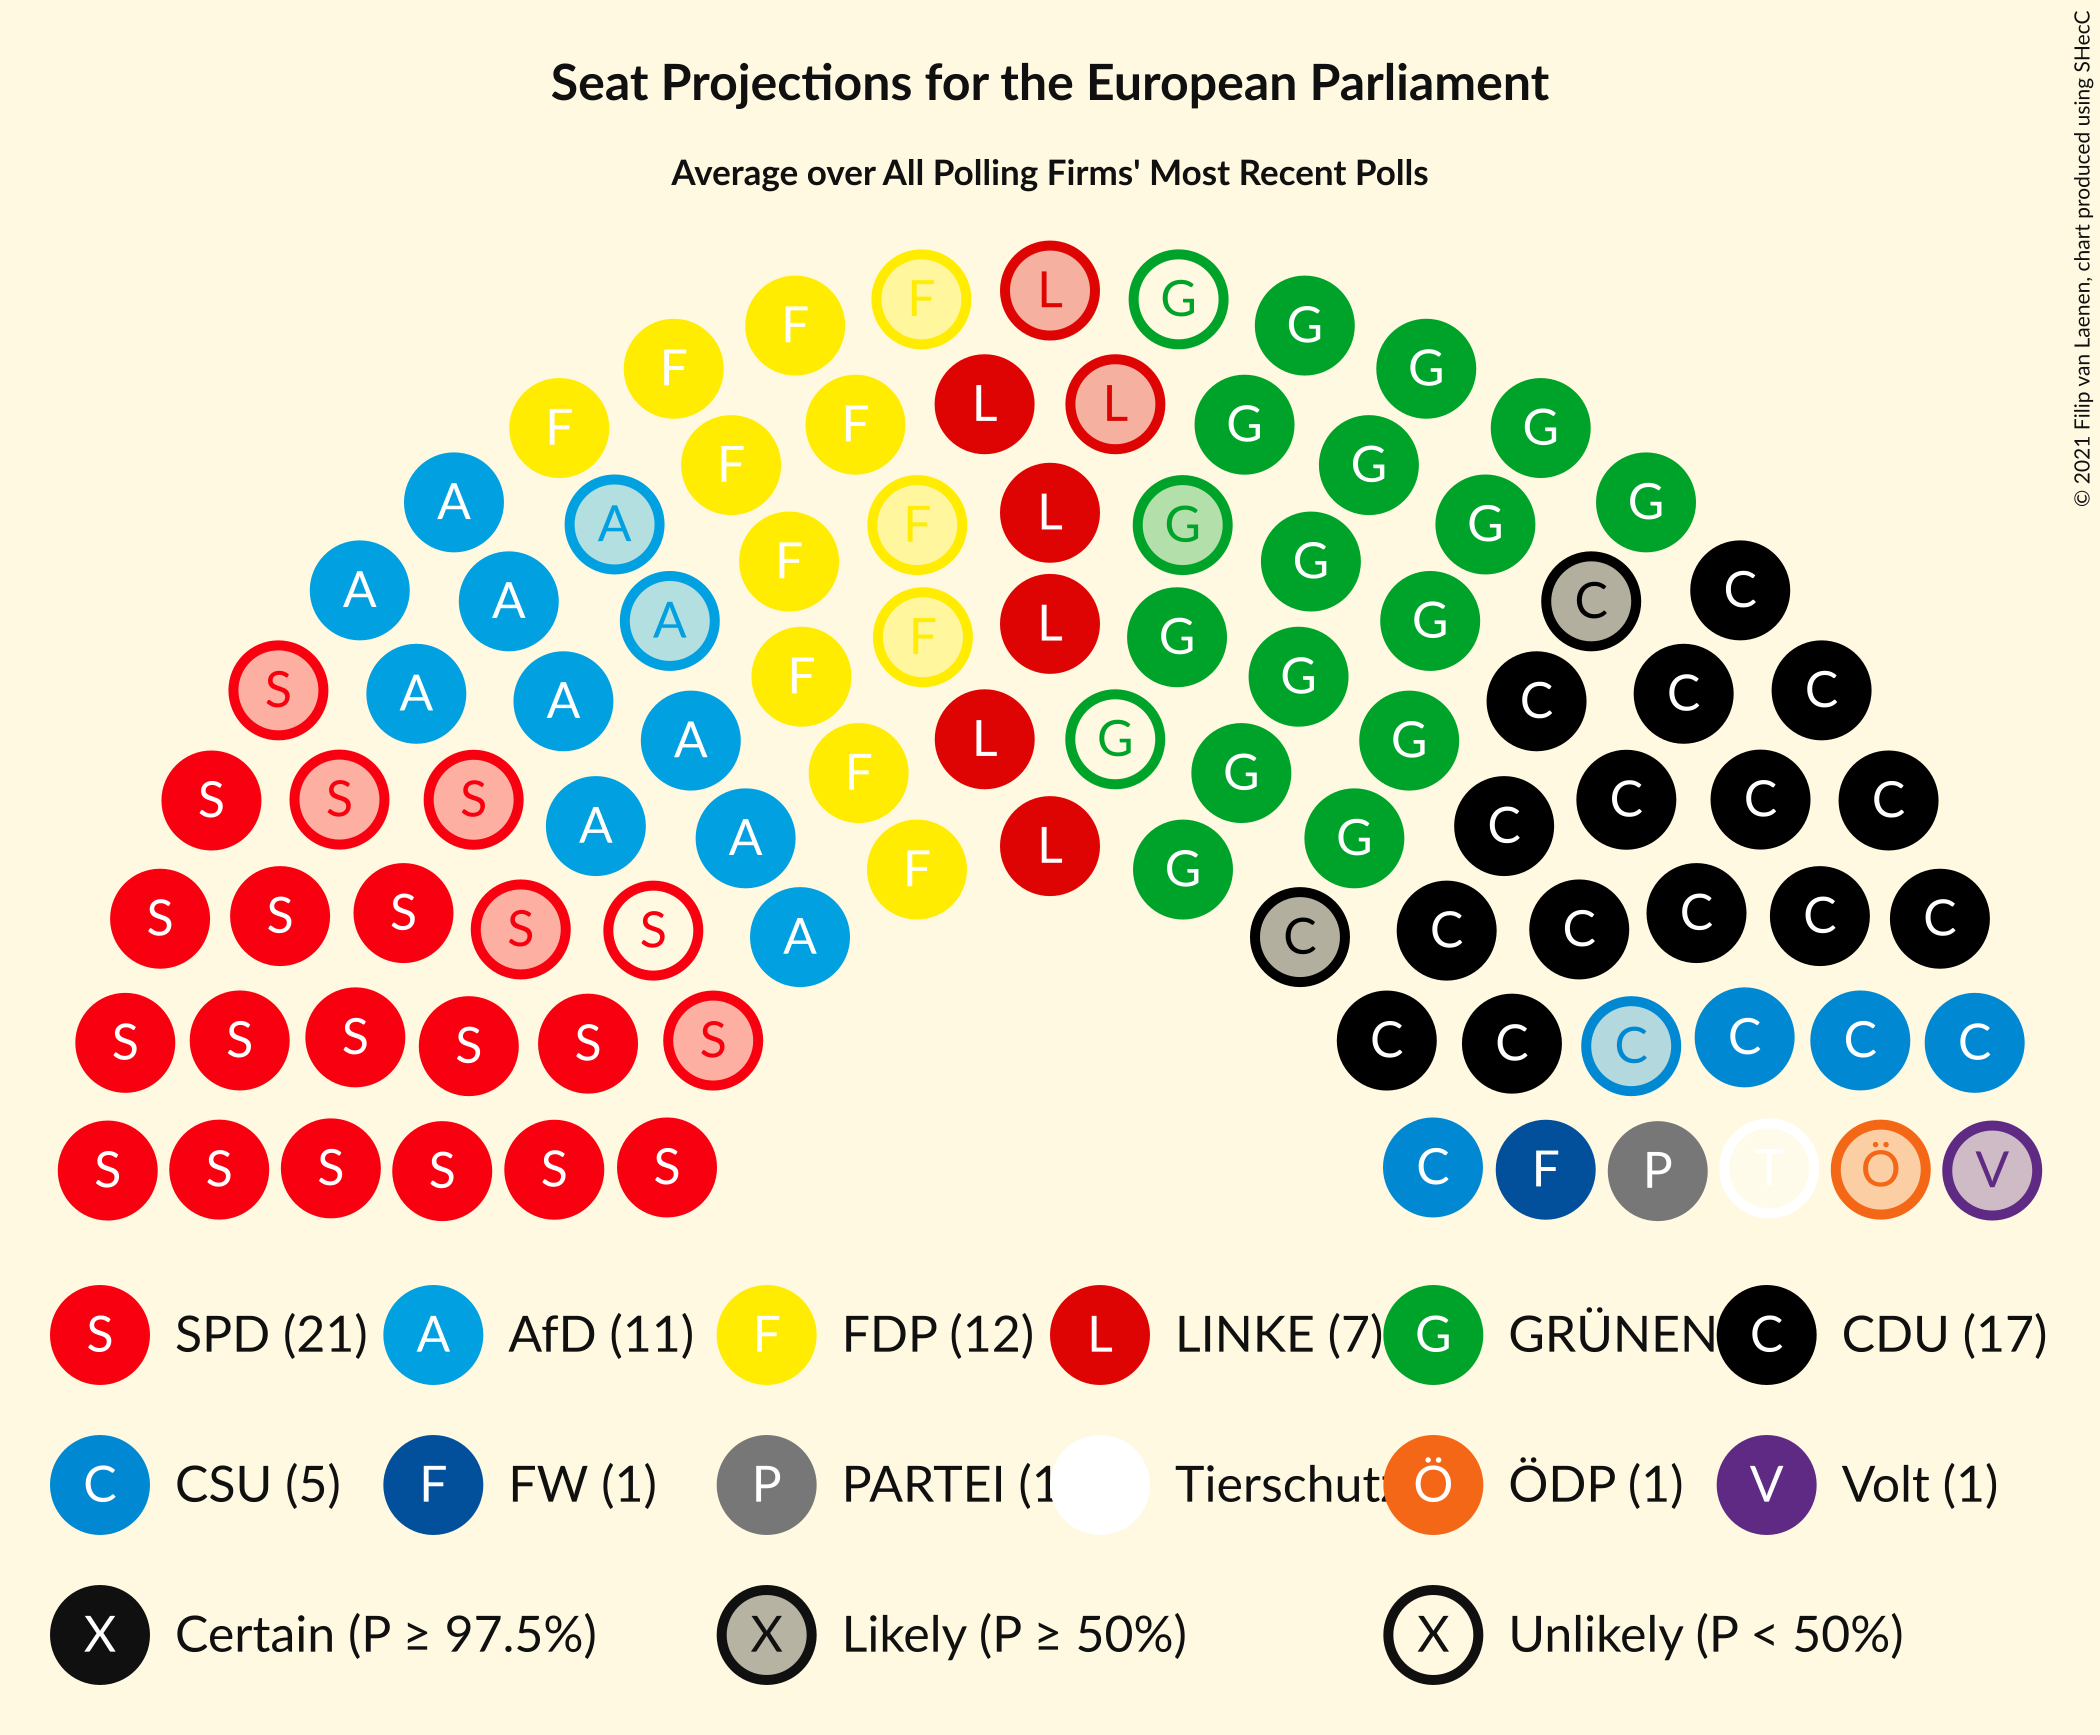 Seat Projections for the European Parliament
Average over All Polling Firms' Most Recent Polls
© 2021 Filip van Laenen, chart produced using SHecC
F L G
F G
F F L L G G
F F G
A F L G G
A F G G
A A F L G C C
A F G
S A A A L G G C C C
S S S A F G C C C C
A A G
S S S S S A F L G C C C C C C
S S S S S S C C C C C C
S S S S S S C F P T Ö V
S SPD (21) A AfD (11) F FDP (12) L LINKE (7) G GRÜNEN C CDU (17)
C CSU (5) F FW (1) P PARTEI (1 Tierschutz Ö ÖDP (1) V Volt (1)
X Certain (P ≥ 97.5%) X Likely (P ≥ 50%) X Unlikely (P < 50%)